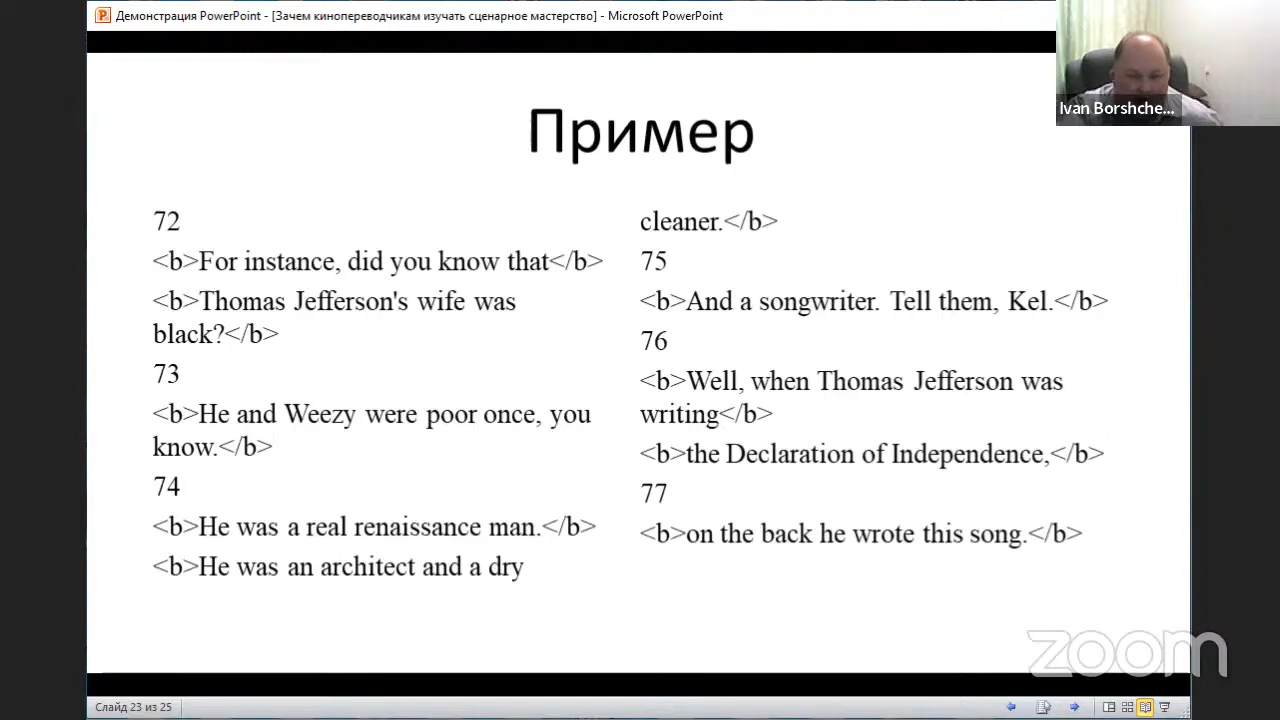 Демонстрация PowerPoint - [Зачем кинопереводчикам изучать сценарное мастерство] - Microsoft PowerPoint
Ivan Borshche...
Пример
72
<b>For instance, did you know that</b>
<b>Thomas Jefferson's wife was
black?</b>
73
<b>He and Weezy were poor once, you
know.</b>
74
<b>He was a real renaissance man.</b>
<b>He was an architect and a dry
cleaner.</b>
75
<b>And a songwriter. Tell them, Kel.</b>
76
<b>Well, when Thomas Jefferson was
writing</b>
<b>the Declaration of Independence,</b>
77
<b>on the back he wrote this song.</b>
zoom
Слайд 23 из 25